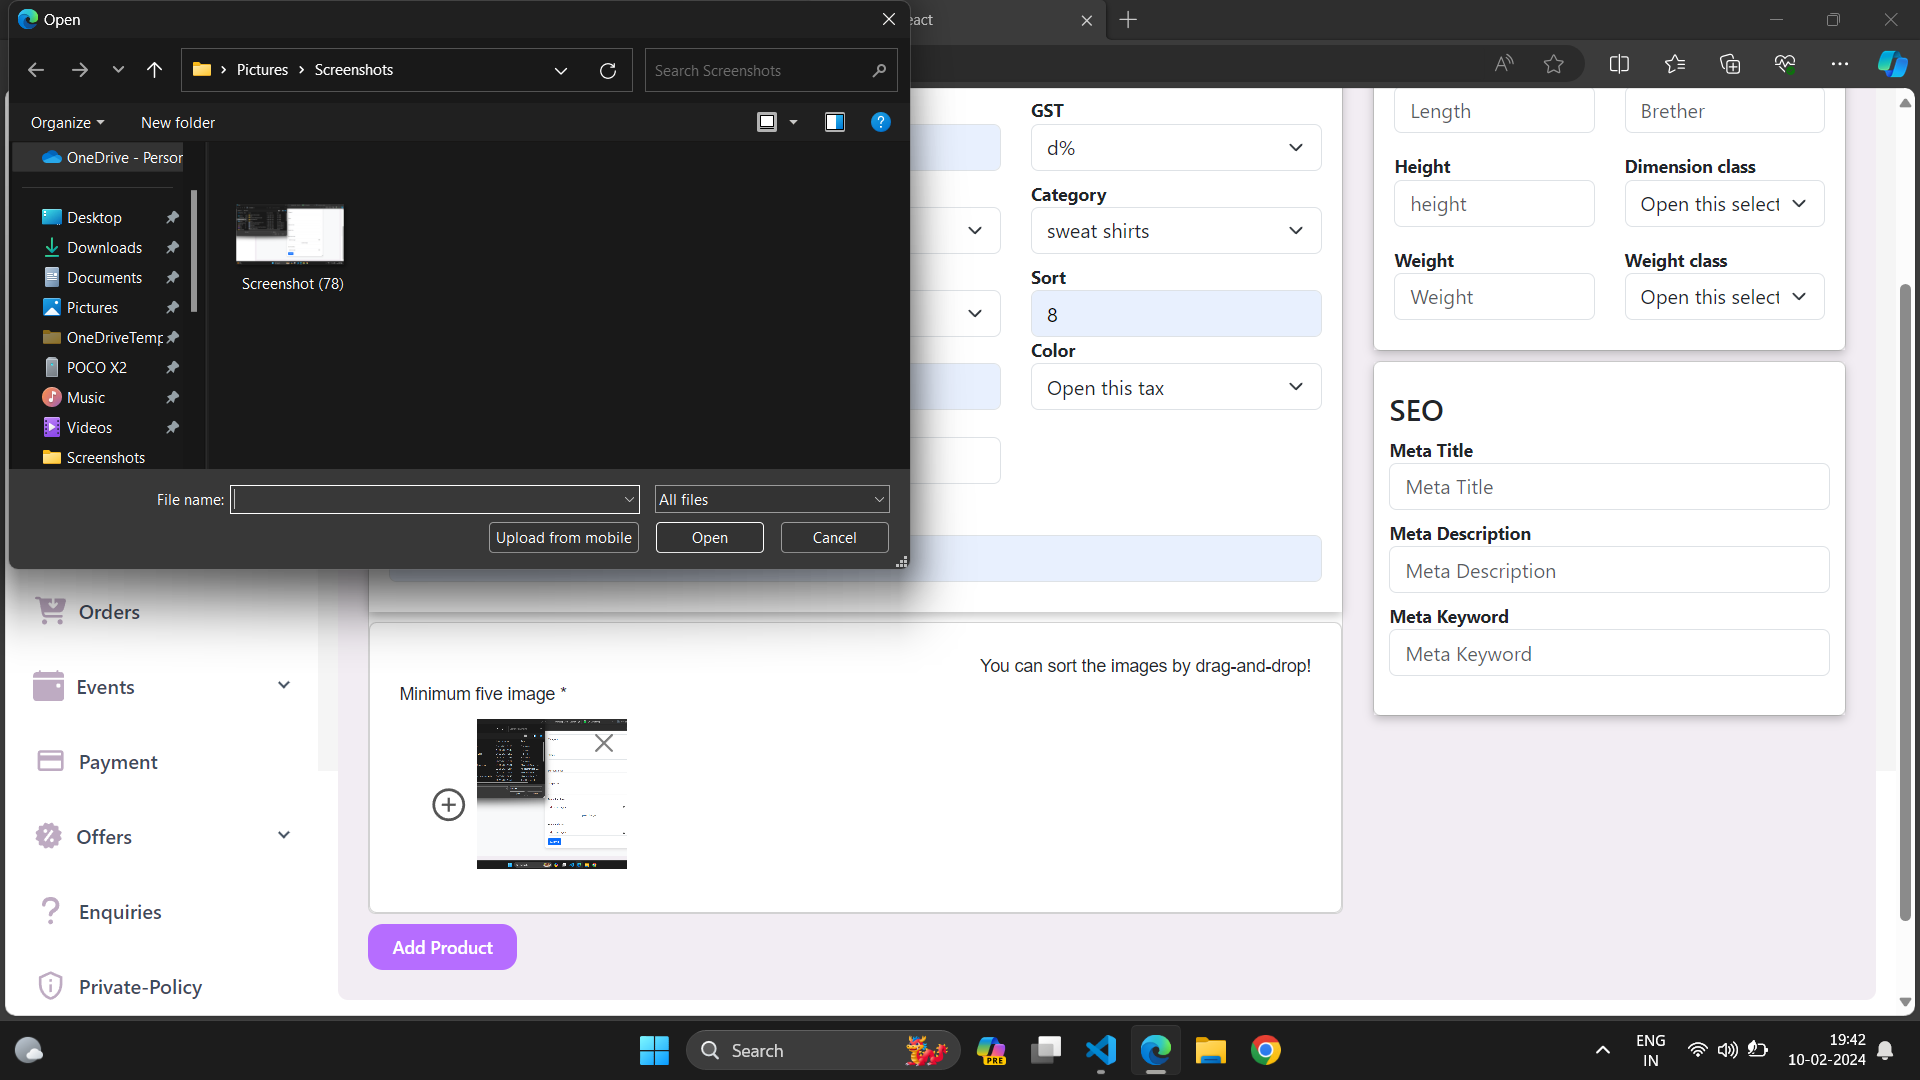 Open
eact
Pictures
Screenshots
Search Screenshots
Organize
New folder
OneDrive - Person
Desktop
Downloads
Documents
Pictures
OneDriveTemp
POCO X2
Music
Videos
Screenshots
Screenshot (78)
File name:
All files
Upload from mobile
Open
Cancel
GST
d%
Category
sweat shirts
Sort
8
Color
Open this tax
Length
Brether
Height
height
Dimension class
Open this select
Weight
Weight
Weight class
Open this select
SEO
Meta Title
Meta Title
Meta Description
Meta Description
Meta Keyword
Meta Keyword
Orders
Events
Payment
Offers
Enquiries
Private-Policy
You can sort the images by drag-and-drop!
Minimum five image *
Add Product
Search
PRE
ENG
IN
19:42
10-02-2024